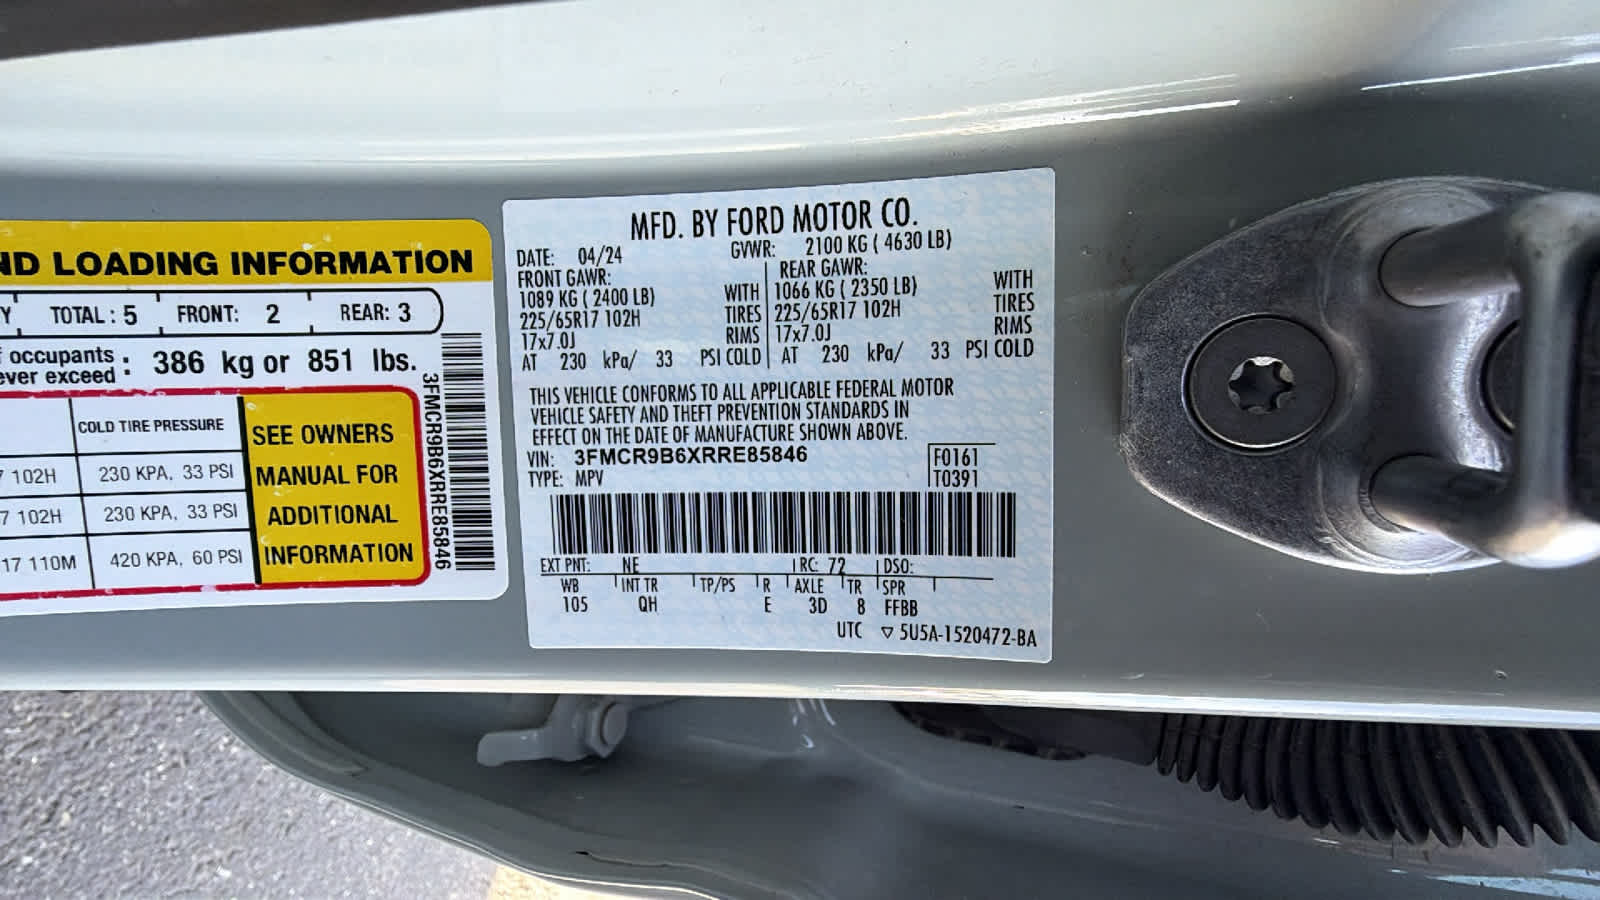 ND LOADING INFORMATION
Y TOTAL : 5 FRONT: 2 REAR: 3
f occupants :
ever exceed : 386 kg or 851 lbs.
COLD TIRE PRESSURE
7 102H 230 KPA, 33 PSI
7 102H 230 KPA, 33 PSI
17 110M 420 KPA, 60 PSI
SEE OWNERS
MANUAL FOR
ADDITIONAL
INFORMATION
3FMCR9B6XRRE85846
MFD. BY FORD MOTOR CO.
DATE: 04/24 GVWR: 2100 KG ( 4630 LB)
FRONT GAWR: REAR GAWR:
1089 KG ( 2400 LB) WITH 1066 KG ( 2350 LB) WITH
225/65R17 102H TIRES 225/65R17 102H TIRES
17x7.0J RIMS 17x7.0J RIMS
AT 230 kPa/ 33 PSI COLD AT 230 kPa/ 33 PSI COLD
THIS VEHICLE CONFORMS TO ALL APPLICABLE FEDERAL MOTOR
VEHICLE SAFETY AND THEFT PREVENTION STANDARDS IN
EFFECT ON THE DATE OF MANUFACTURE SHOWN ABOVE.
VIN: 3FMCR9B6XRRE85846 F0161
TYPE: MPV T0391
EXT PNT: NE RC: 72 DSO:
WB INT TR TP/PS R AXLE TR SPR
105 QH E 3D 8 FFBB
UTC ▽ 5U5A-1520472-BA